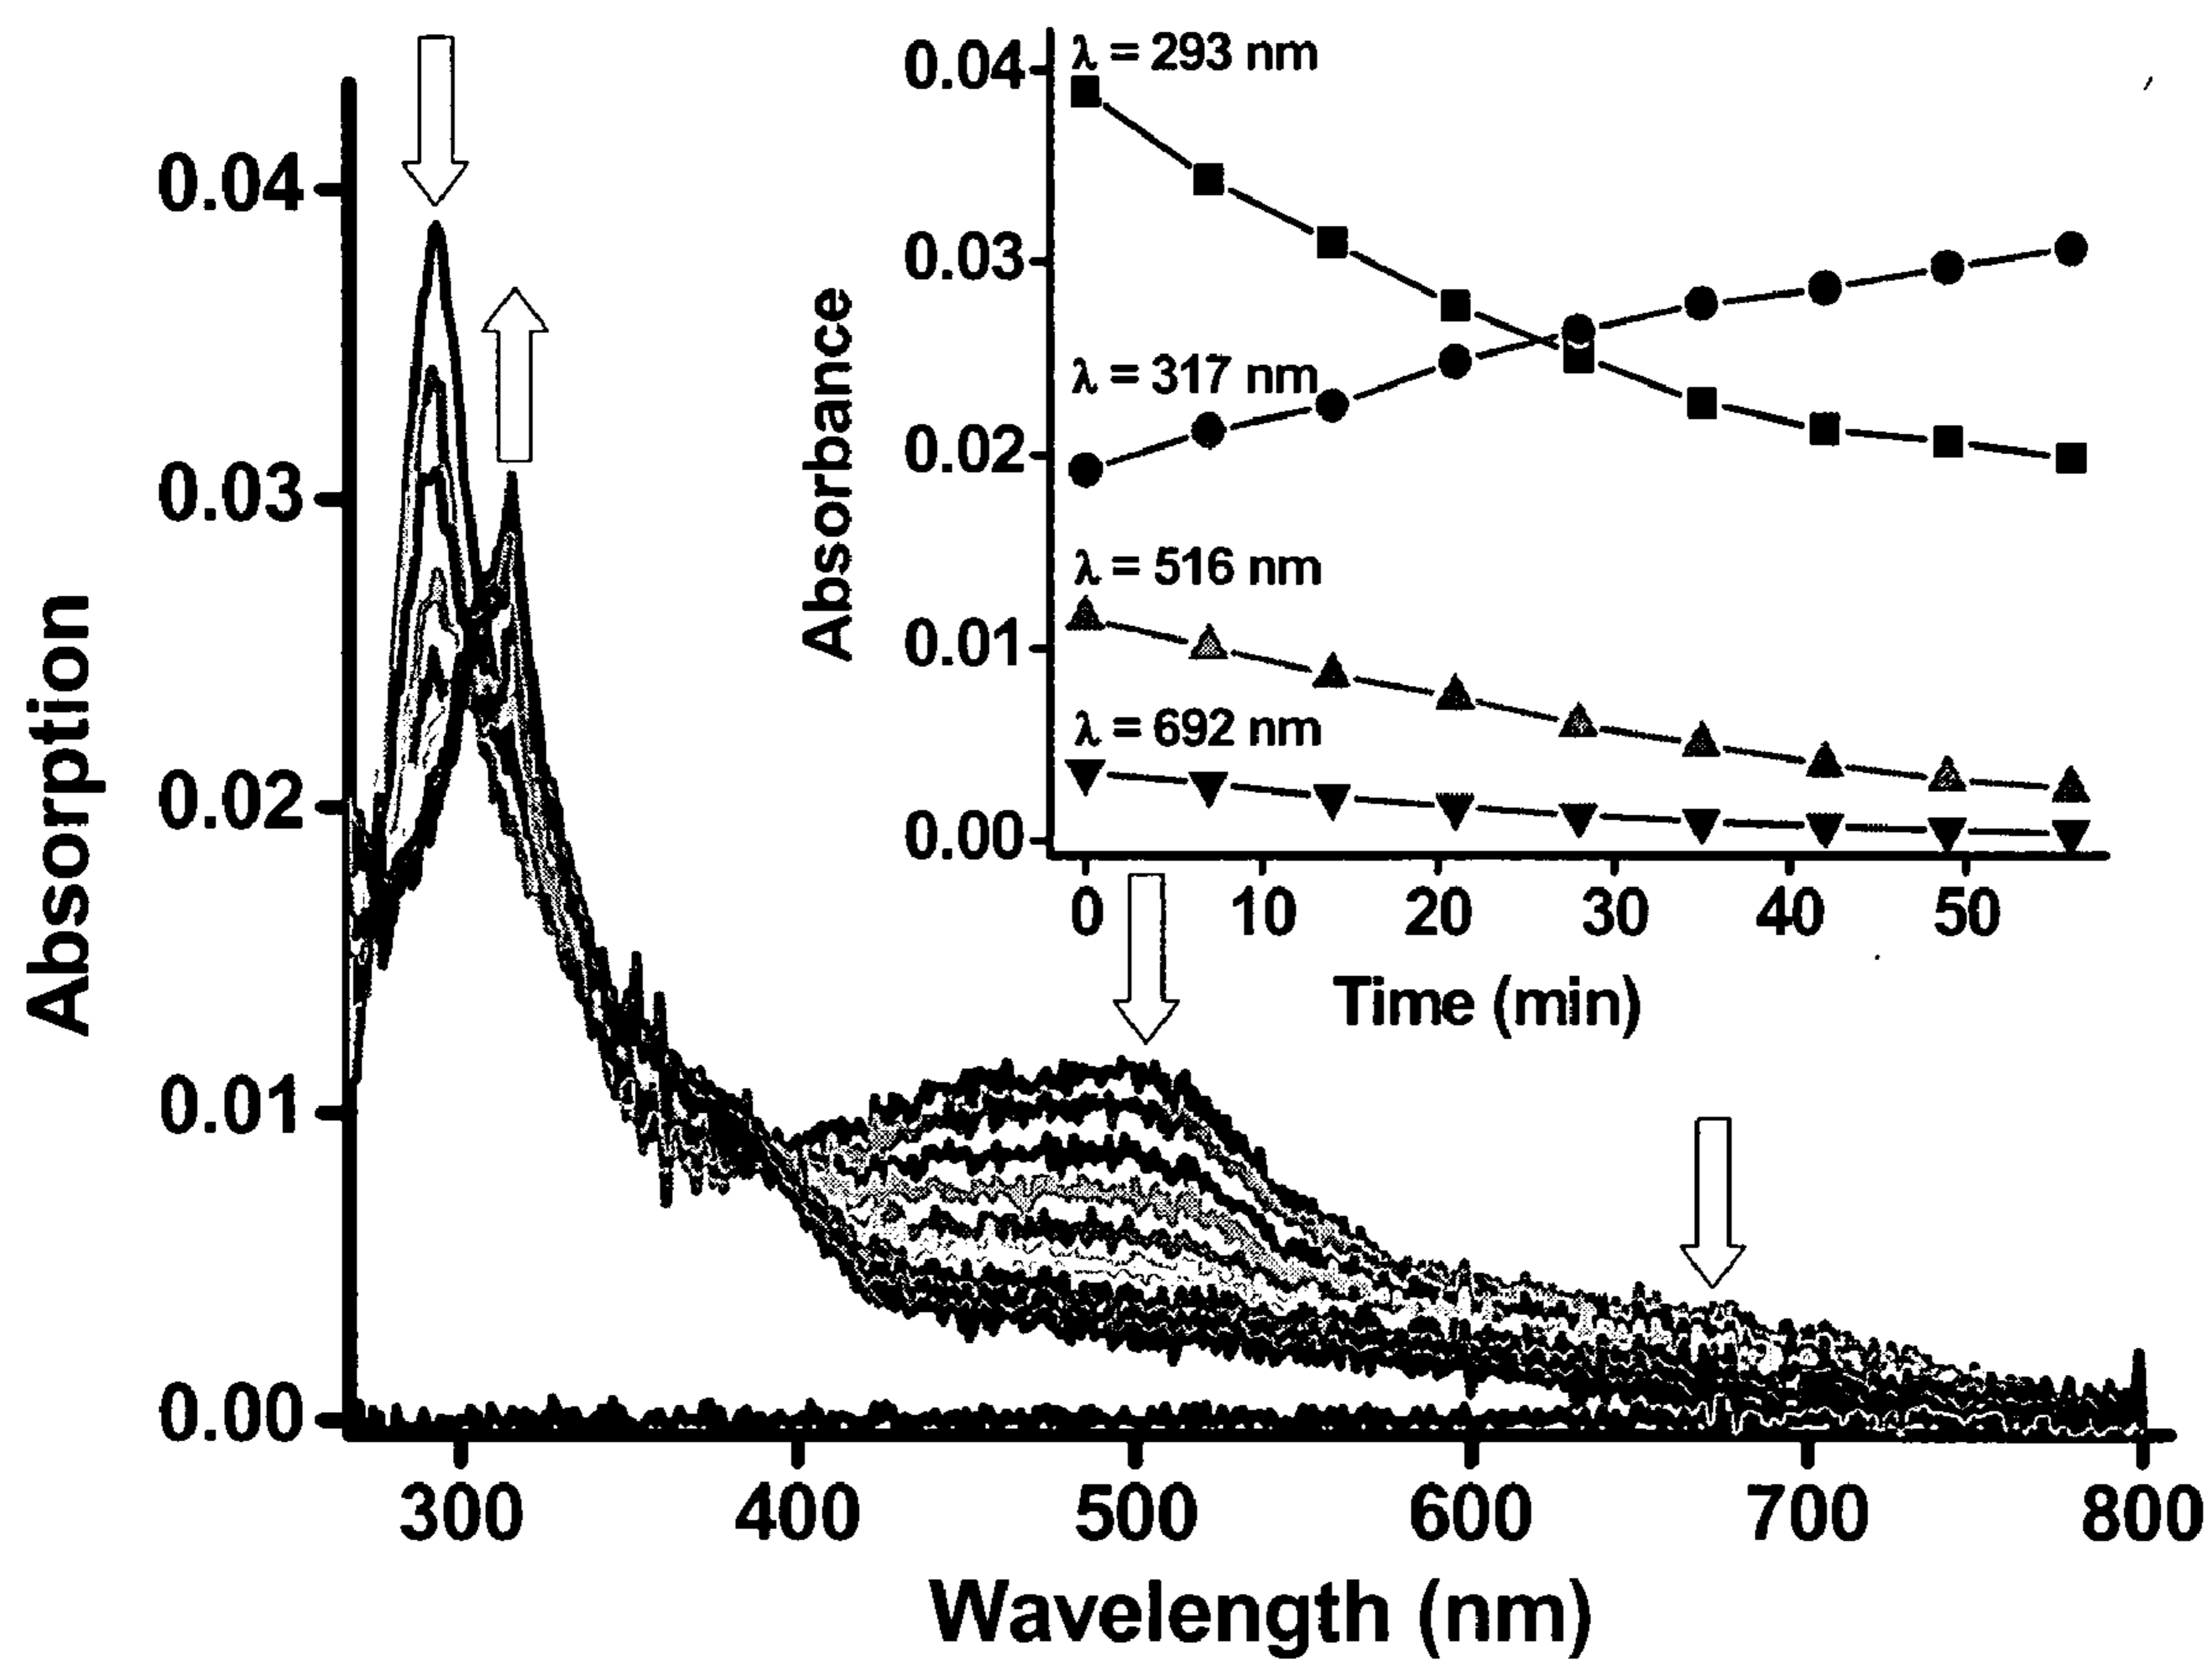 0.04
0.03
0.02
0.01
0.00
Absorption
300 400 500 600 700 800
Wavelength (nm)
0.04
0.03
0.02
0.01
0.00
Absorbance
λ = 293 nm
λ = 317 nm
λ = 516 nm
λ = 692 nm
0 10 20 30 40 50
Time (min)